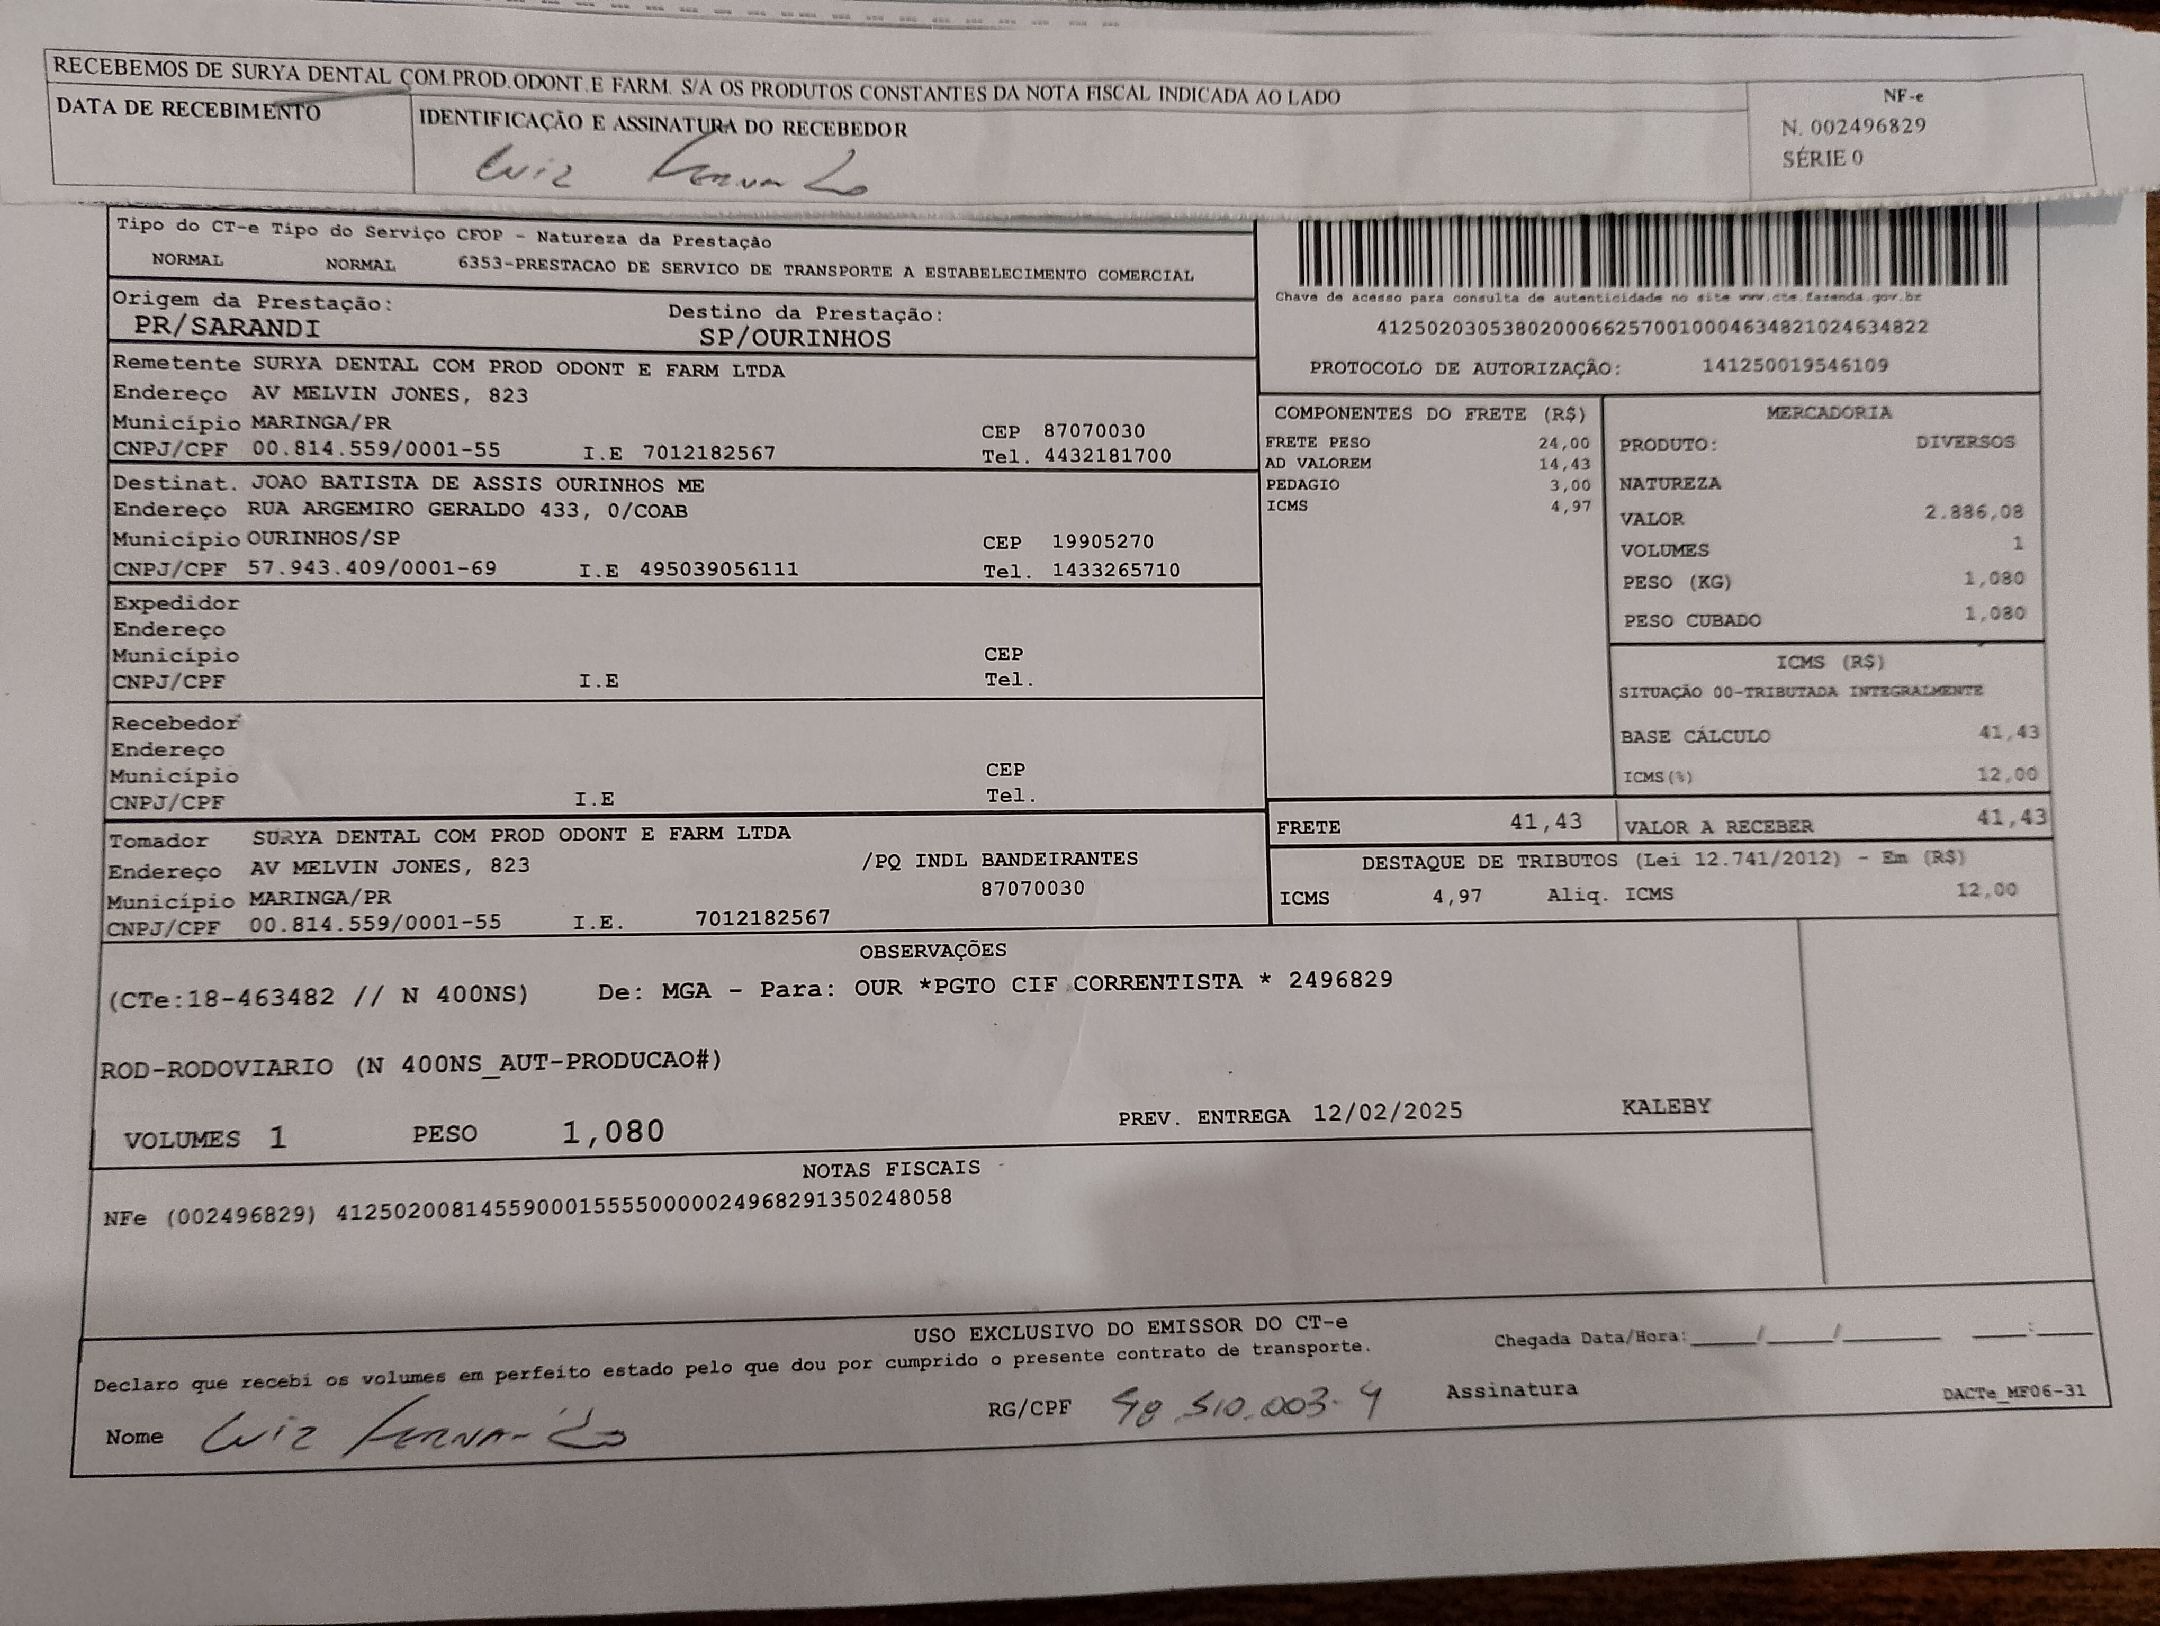 RECEBEMOS DE SURYA DENTAL COM.PROD.ODONT.E FARM. S/A OS PRODUTOS CONSTANTES DA NOTA FISCAL INDICADA AO LADO
DATA DE RECEBIMENTO
IDENTIFICAÇÃO E ASSINATURA DO RECEBEDOR
Luiz Fernando
NF-e
N. 002496829
SÉRIE 0
Tipo do CT-e Tipo do Serviço CFOP - Natureza da Prestação
NORMAL NORMAL 6353-PRESTACAO DE SERVICO DE TRANSPORTE A ESTABELECIMENTO COMERCIAL
Origem da Prestação: Destino da Prestação:
PR/SARANDI SP/OURINHOS
Remetente SURYA DENTAL COM PROD ODONT E FARM LTDA
Endereço AV MELVIN JONES, 823
Município MARINGA/PR CEP 87070030
CNPJ/CPF 00.814.559/0001-55 I.E 7012182567 Tel. 4432181700
Destinat. JOAO BATISTA DE ASSIS OURINHOS ME
Endereço RUA ARGEMIRO GERALDO 433, 0/COAB
Município OURINHOS/SP CEP 19905270
CNPJ/CPF 57.943.409/0001-69 I.E 495039056111 Tel. 1433265710
Expedidor
Endereço
Município CEP
CNPJ/CPF I.E Tel.
Recebedor
Endereço
Município CEP
CNPJ/CPF I.E Tel.
Tomador SURYA DENTAL COM PROD ODONT E FARM LTDA
Endereço AV MELVIN JONES, 823 /PQ INDL BANDEIRANTES
Município MARINGA/PR 87070030
CNPJ/CPF 00.814.559/0001-55 I.E. 7012182567
Chave de acesso para consulta de autenticidade no site www.cte.fazenda.gov.br
41250203053802000662570010004634821024634822
PROTOCOLO DE AUTORIZAÇÃO: 141250019546109
COMPONENTES DO FRETE (R$)
FRETE PESO 24,00
AD VALOREM 14,43
PEDAGIO 3,00
ICMS 4,97
MERCADORIA
PRODUTO: DIVERSOS
NATUREZA
VALOR 2.886,08
VOLUMES 1
PESO (KG) 1,080
PESO CUBADO 1,080
ICMS (R$)
SITUAÇÃO 00-TRIBUTADA INTEGRALMENTE
BASE CÁLCULO 41,43
ICMS(%) 12,00
FRETE 41,43 VALOR A RECEBER 41,43
DESTAQUE DE TRIBUTOS (Lei 12.741/2012) - Em (R$)
ICMS 4,97 Aliq. ICMS 12,00
OBSERVAÇÕES
(CTe:18-463482 // N 400NS) De: MGA - Para: OUR *PGTO CIF CORRENTISTA * 2496829
ROD-RODOVIARIO (N 400NS_AUT-PRODUCAO#)
VOLUMES 1 PESO 1,080 PREV. ENTREGA 12/02/2025 KALEBY
NOTAS FISCAIS
NFe (002496829) 41250200814559000155550000024968291350248058
USO EXCLUSIVO DO EMISSOR DO CT-e
Declaro que recebi os volumes em perfeito estado pelo que dou por cumprido o presente contrato de transporte.
Chegada Data/Hora:____/____/______ ___:___
Nome Luiz Fernando RG/CPF 48.510.003-4 Assinatura
DACTe_MF06-31